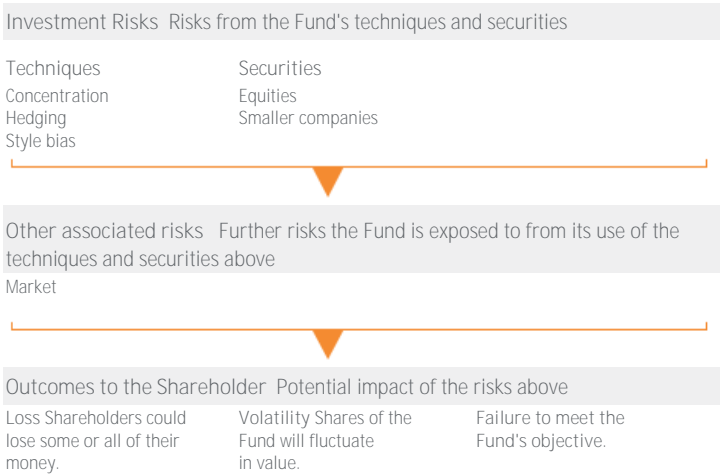 Investment Risks Risks from the Fund's techniques and securities
Techniques
Concentration
Hedging
Style bias
Securities
Equities
Smaller companies
Other associated risks Further risks the Fund is exposed to from its use of the
techniques and securities above
Market
Outcomes to the Shareholder Potential impact of the risks above
Loss Shareholders could
lose some or all of their
money.
Volatility Shares of the
Fund will fluctuate
in value.
Failure to meet the
Fund's objective.